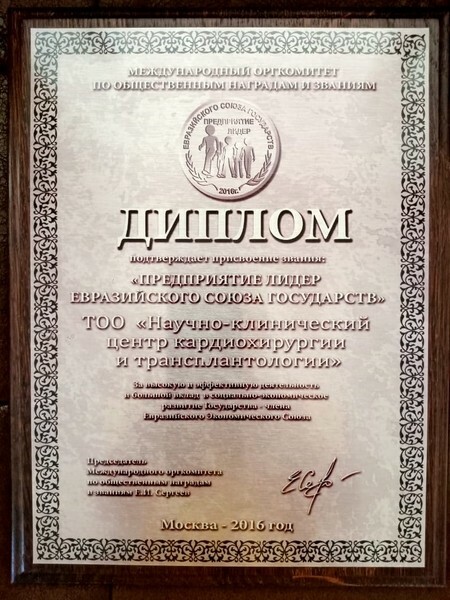 МЕЖДУНАРОДНЫЙ ОРГКОМИТЕТ
ПО ОБЩЕСТВЕННЫМ НАГРАДАМ И ЗВАНИЯМ
ЕВРАЗИЙСКОГО СОЮЗА ГОСУДАРСТВ
ПРЕДПРИЯТИЕ
ЛИДЕР
2016г.
ДИПЛОМ
подтверждает присвоение звания:
«ПРЕДПРИЯТИЕ ЛИДЕР
ЕВРАЗИЙСКОГО СОЮЗА ГОСУДАРСТВ»
ТОО «Научно-клинический
центр кардиохирургии
и трансплантологии»
За высокую и эффективную деятельность
и большой вклад в социально-экономическое
развитие Государство - члена
Евразийского Экономического Союза
Председатель
Международного оргкомитета
по общественным наградам
и званиям Е.И. Сергеев
Москва - 2016 год